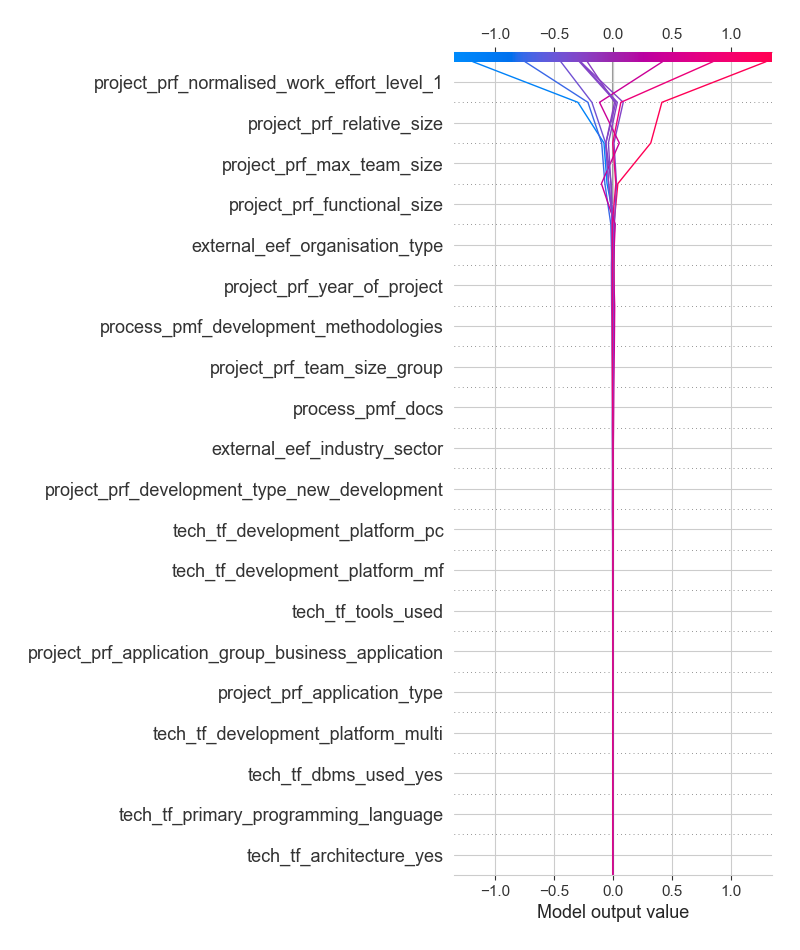 −1.0 −0.5 0.0 0.5 1.0
project_prf_normalised_work_effort_level_1
project_prf_relative_size
project_prf_max_team_size
project_prf_functional_size
external_eef_organisation_type
project_prf_year_of_project
process_pmf_development_methodologies
project_prf_team_size_group
process_pmf_docs
external_eef_industry_sector
project_prf_development_type_new_development
tech_tf_development_platform_pc
tech_tf_development_platform_mf
tech_tf_tools_used
project_prf_application_group_business_application
project_prf_application_type
tech_tf_development_platform_multi
tech_tf_dbms_used_yes
tech_tf_primary_programming_language
tech_tf_architecture_yes
−1.0 −0.5 0.0 0.5 1.0
Model output value